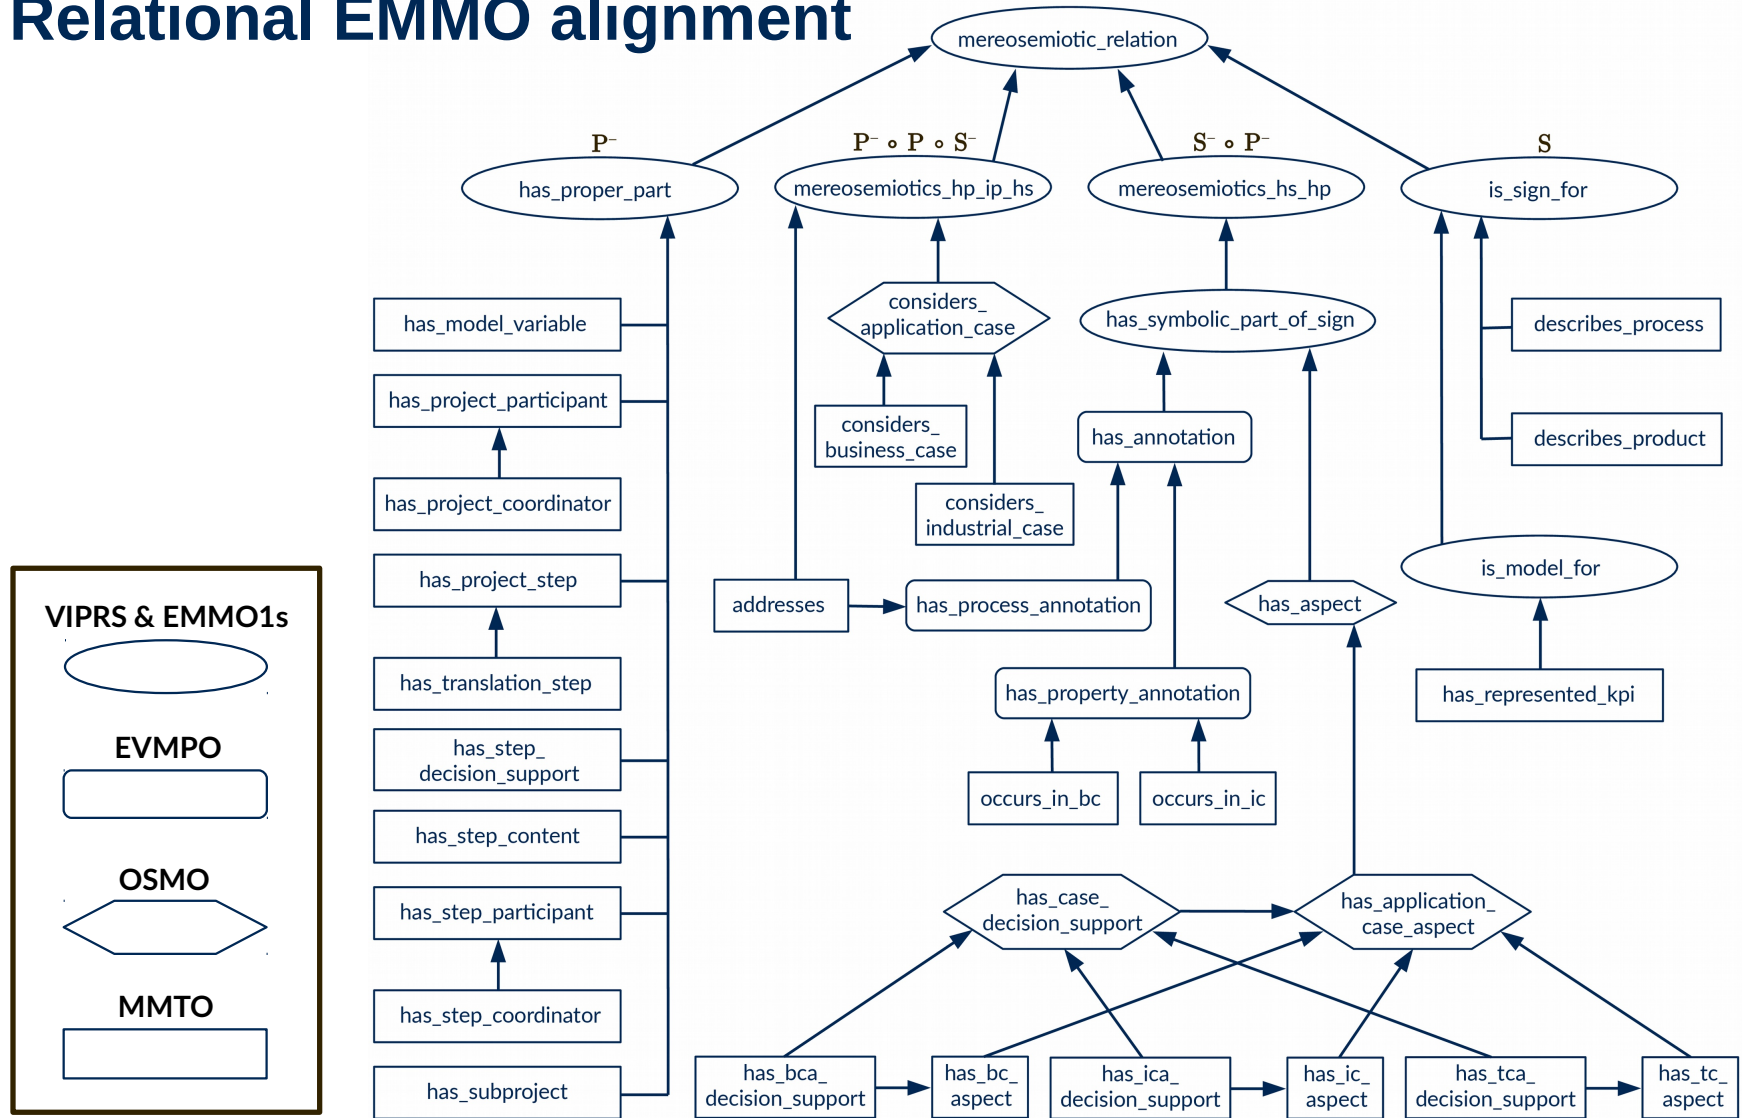 Relational EMMO alignment
mereosemiotic_relation
P⁻
P⁻ ∘ P ∘ S⁻
S⁻ ∘ P⁻
S
has_proper_part
mereosemiotics_hp_ip_hs
mereosemiotics_hs_hp
is_sign_for
has_model_variable
has_project_participant
has_project_coordinator
has_project_step
has_translation_step
has_step_
decision_support
has_step_content
has_step_participant
has_step_coordinator
has_subproject
considers_
application_case
considers_
business_case
considers_
industrial_case
addresses
has_symbolic_part_of_sign
has_annotation
has_process_annotation
has_aspect
has_property_annotation
occurs_in_bc
occurs_in_ic
describes_process
describes_product
is_model_for
has_represented_kpi
has_case_
decision_support
has_application_
case_aspect
has_bca_
decision_support
has_bc_
aspect
has_ica_
decision_support
has_ic_
aspect
has_tca_
decision_support
has_tc_
aspect
VIPRS & EMMO1s
EVMPO
OSMO
MMTO